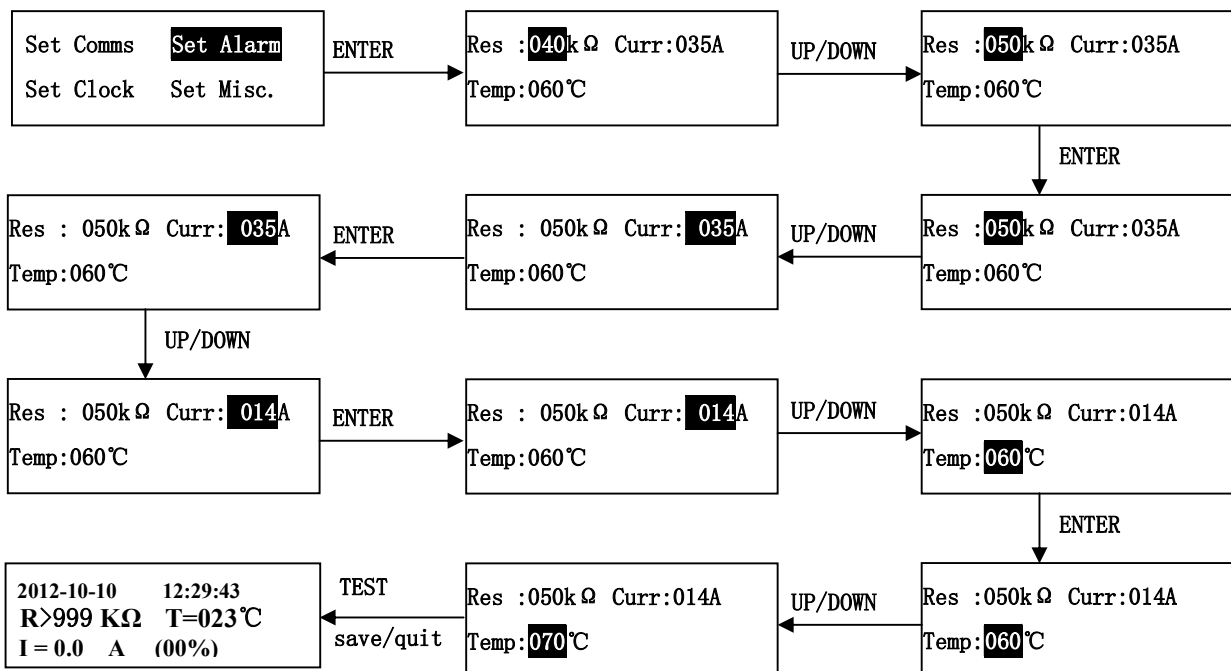 Set Comms Set Alarm
Set Clock Set Misc.
ENTER
Res :040kΩ Curr:035A
Temp:060℃
UP/DOWN
Res :050kΩ Curr:035A
Temp:060℃
ENTER
Res : 050kΩ Curr: 035A
Temp:060℃
ENTER
Res : 050kΩ Curr: 035A
Temp:060℃
UP/DOWN
Res :050kΩ Curr:035A
Temp:060℃
UP/DOWN
Res : 050kΩ Curr: 014A
Temp:060℃
ENTER
Res : 050kΩ Curr: 014A
Temp:060℃
UP/DOWN
Res :050kΩ Curr:014A
Temp:060℃
ENTER
2012-10-10 12:29:43
R>999 KΩ T=023℃
I = 0.0 A (00%)
TEST
save/quit
Res :050kΩ Curr:014A
Temp:070℃
UP/DOWN
Res :050kΩ Curr:014A
Temp:060℃